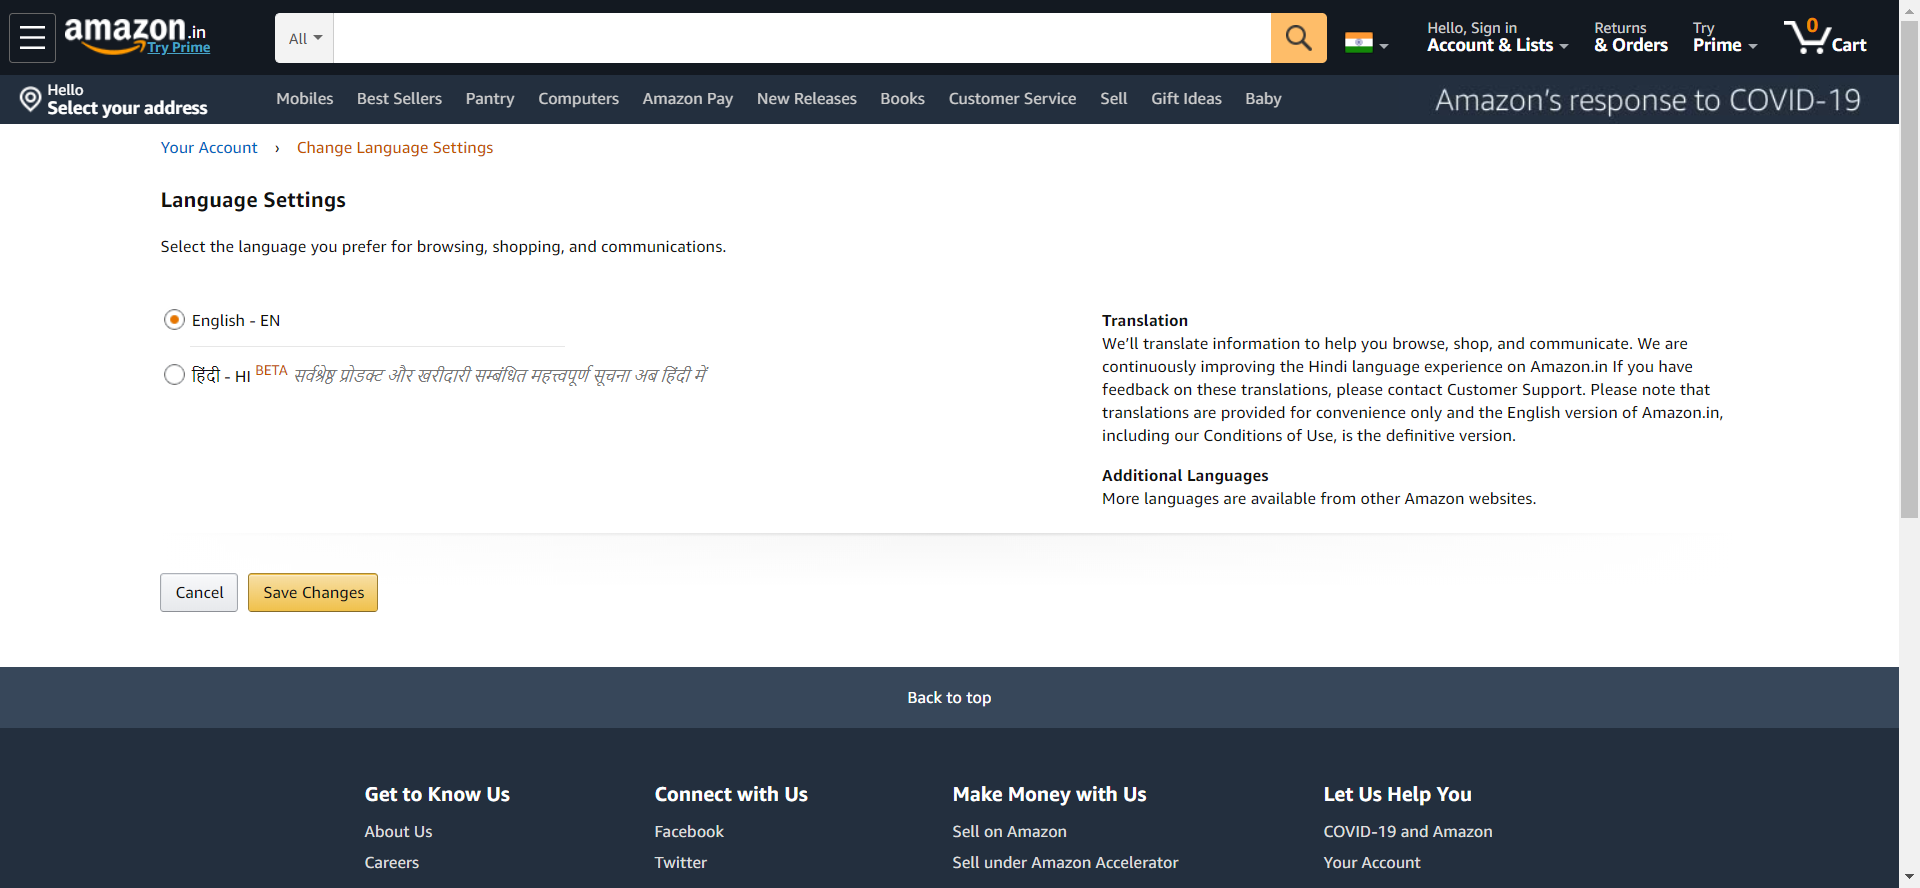 amazon.in
Try Prime
All
Hello, Sign in
Account & Lists
Returns
& Orders
Try
Prime
0
Cart
Hello
Select your address
Mobiles Best Sellers Pantry Computers Amazon Pay New Releases Books Customer Service Sell Gift Ideas Baby
Amazon's response to COVID-19
Your Account › Change Language Settings
Language Settings
Select the language you prefer for browsing, shopping, and communications.
English - EN
हिंदी - HI BETA सर्वश्रेष्ठ प्रोडक्ट और खरीदारी सम्बंधित महत्त्वपूर्ण सूचना अब हिंदी में
Translation
We'll translate information to help you browse, shop, and communicate. We are
continuously improving the Hindi language experience on Amazon.in If you have
feedback on these translations, please contact Customer Support. Please note that
translations are provided for convenience only and the English version of Amazon.in,
including our Conditions of Use, is the definitive version.
Additional Languages
More languages are available from other Amazon websites.
Cancel
Save Changes
Back to top
Get to Know Us
About Us
Careers
Connect with Us
Facebook
Twitter
Make Money with Us
Sell on Amazon
Sell under Amazon Accelerator
Let Us Help You
COVID-19 and Amazon
Your Account